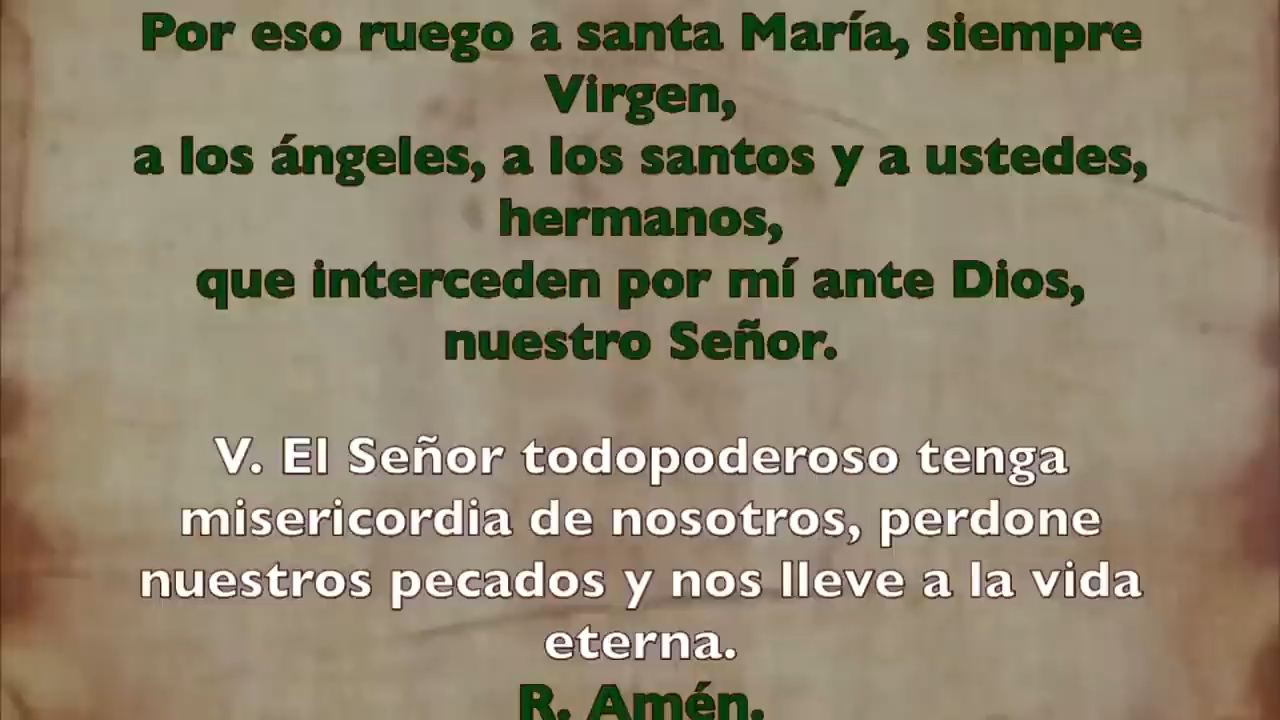 Por eso ruego a santa María, siempre
Virgen,
a los ángeles, a los santos y a ustedes,
hermanos,
que interceden por mí ante Dios,
nuestro Señor.
V. El Señor todopoderoso tenga
misericordia de nosotros, perdone
nuestros pecados y nos lleve a la vida
eterna.
R. Amén.